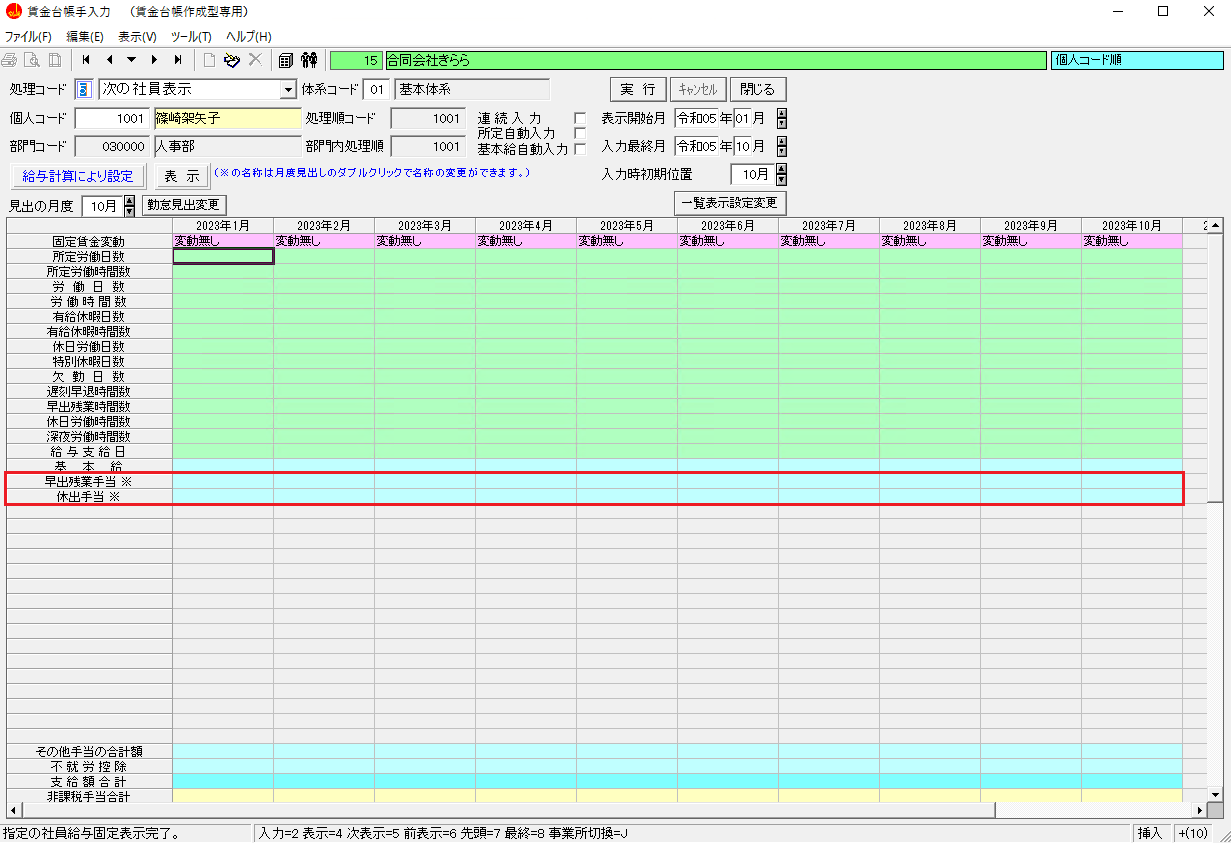 賃金台帳手入力　（賃金台帳作成型専用）
ファイル(F)　編集(E)　表示(V)　ツール(T)　ヘルプ(H)
15 合同会社きらら 個人コード順
処理コード 5 次の社員表示 体系コード 01 基本体系 実 行 ｷｬﾝｾﾙ 閉じる
個人コード 1001 篠崎架矢子 処理順コード 1001 連 続 入 力 表示開始月 令和05 年 01 月
所定自動入力
部門コード 030000 人事部 部門内処理順 1001 基本給自動入力 入力最終月 令和05 年 10 月
給与計算により設定 表 示 (※の名称は月度見出しのダブルクリックで名称の変更ができます。) 入力時初期位置 10月
見出の月度 10月 勤怠見出変更 一覧表示設定変更
2023年1月 2023年2月 2023年3月 2023年4月 2023年5月 2023年6月 2023年7月 2023年8月 2023年9月 2023年10月 2
固定賃金変動 変動無し 変動無し 変動無し 変動無し 変動無し 変動無し 変動無し 変動無し 変動無し 変動無し
所定労働日数
所定労働時間数
労 働 日 数
労 働 時 間 数
有給休暇日数
有給休暇時間数
休日労働日数
特別休暇日数
欠 勤 日 数
遅刻早退時間数
早出残業時間数
休日労働時間数
深夜労働時間数
給 与 支 給 日
基 本 給
早出残業手当 ※
休出手当 ※
その他手当の合計額
不 就 労 控 除
支 給 額 合 計
非課税手当合計
指定の社員給与固定表示完了。 入力=2 表示=4 次表示=5 前表示=6 先頭=7 最終=8 事業所切換=J 挿入 +(10)